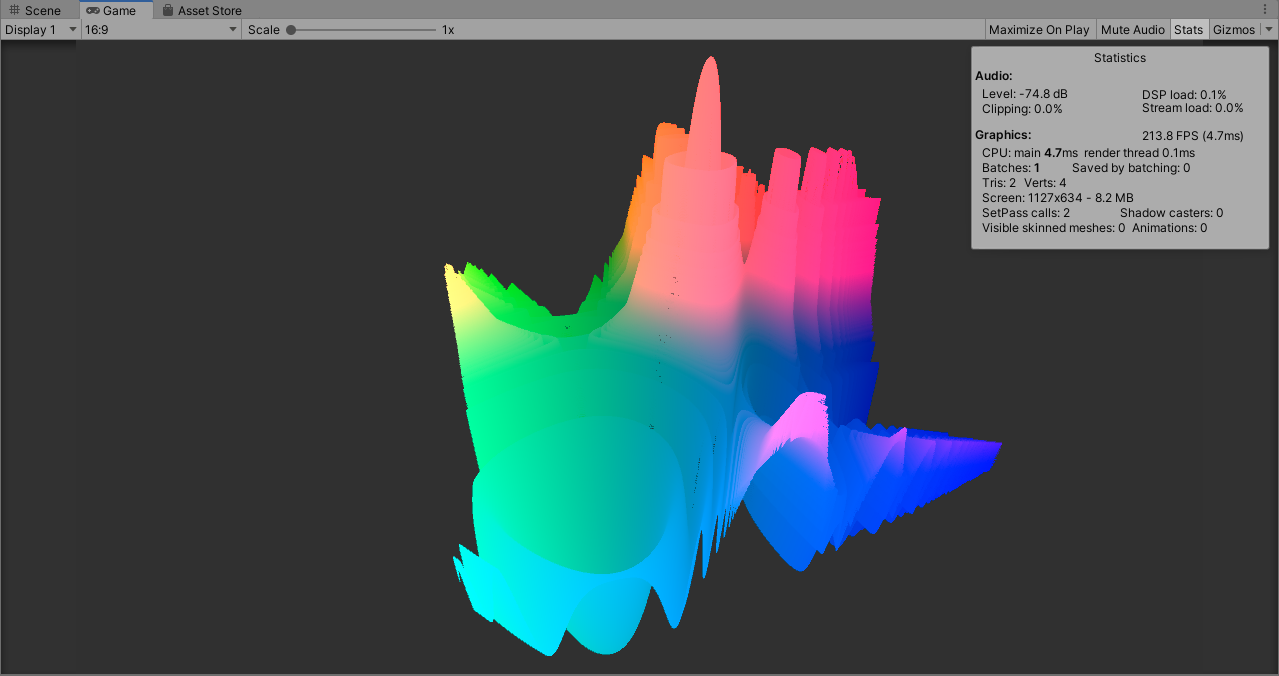 Scene Game Asset Store
Display 1 16:9 Scale 1x Maximize On Play Mute Audio Stats Gizmos
Statistics
Audio:
Level: -74.8 dB DSP load: 0.1%
Clipping: 0.0% Stream load: 0.0%
Graphics: 213.8 FPS (4.7ms)
CPU: main 4.7ms render thread 0.1ms
Batches: 1 Saved by batching: 0
Tris: 2 Verts: 4
Screen: 1127x634 - 8.2 MB
SetPass calls: 2 Shadow casters: 0
Visible skinned meshes: 0 Animations: 0